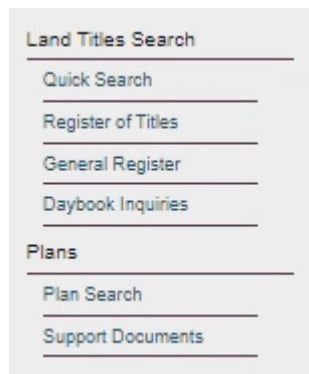 Land Titles Search
Quick Search
Register of Titles
General Register
Daybook Inquiries
Plans
Plan Search
Support Documents